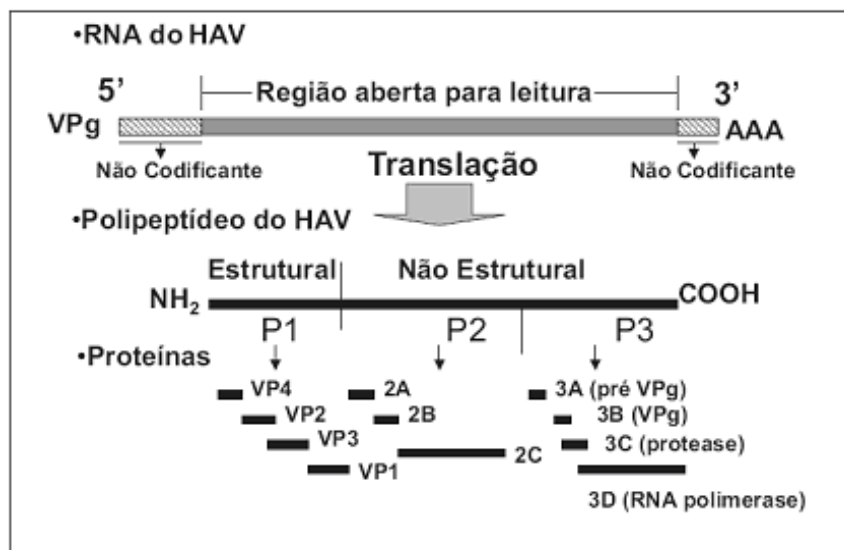 •RNA do HAV
5’ Região aberta para leitura 3’
VPg AAA
Não Codificante Não Codificante
Translação
•Polipeptídeo do HAV
Estrutural Não Estrutural
NH₂ COOH
P1 P2 P3
•Proteínas
VP4 2A 3A (pré VPg)
VP2 2B 3B (VPg)
VP3 3C (protease)
VP1 2C
3D (RNA polimerase)